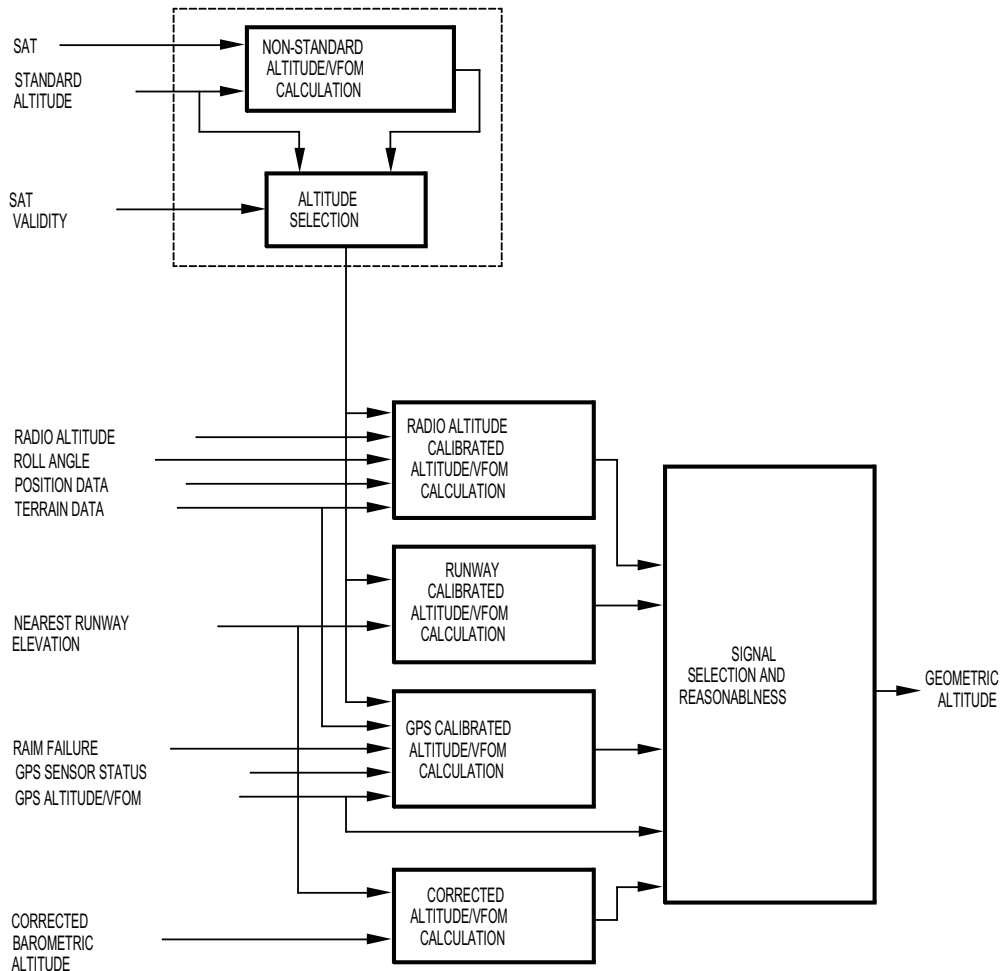 SAT
STANDARD
ALTITUDE
NON-STANDARD
ALTITUDE/VFOM
CALCULATION
SAT
VALIDITY
ALTITUDE
SELECTION
RADIO ALTITUDE
ROLL ANGLE
POSITION DATA
TERRAIN DATA
RADIO ALTITUDE
CALIBRATED
ALTITUDE/VFOM
CALCULATION
NEAREST RUNWAY
ELEVATION
RUNWAY
CALIBRATED
ALTITUDE/VFOM
CALCULATION
RAIM FAILURE
GPS SENSOR STATUS
GPS ALTITUDE/VFOM
GPS CALIBRATED
ALTITUDE/VFOM
CALCULATION
CORRECTED
BAROMETRIC
ALTITUDE
CORRECTED
ALTITUDE/VFOM
CALCULATION
SIGNAL
SELECTION AND
REASONABLNESS
GEOMETRIC
ALTITUDE